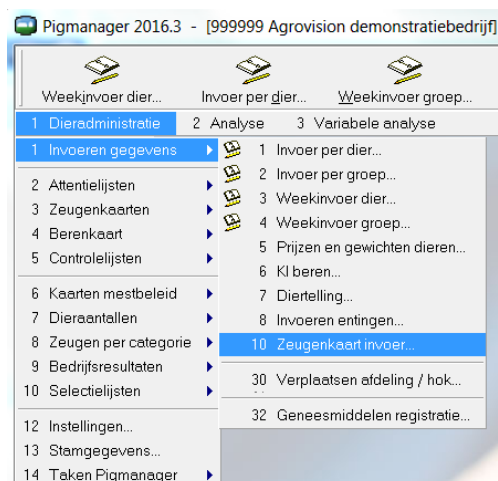 Pigmanager 2016.3 - [999999 Agrovision demonstratiebedrijf]
Weekinvoer dier... Invoer per dier... Weekinvoer groep...
1 Dieradministratie 2 Analyse 3 Variabele analyse
1 Invoeren gegevens
2 Attentielijsten
3 Zeugenkaarten
4 Berenkaart
5 Controlelijsten
6 Kaarten mestbeleid
7 Dieraantallen
8 Zeugen per categorie
9 Bedrijfsresultaten
10 Selectielijsten
12 Instellingen...
13 Stamgegevens...
14 Taken Pigmanager
1 Invoer per dier...
2 Invoer per groep...
3 Weekinvoer dier...
4 Weekinvoer groep...
5 Prijzen en gewichten dieren...
6 KI beren...
7 Diertelling...
8 Invoeren entingen...
10 Zeugenkaart invoer...
30 Verplaatsen afdeling / hok...
32 Geneesmiddelen registratie...